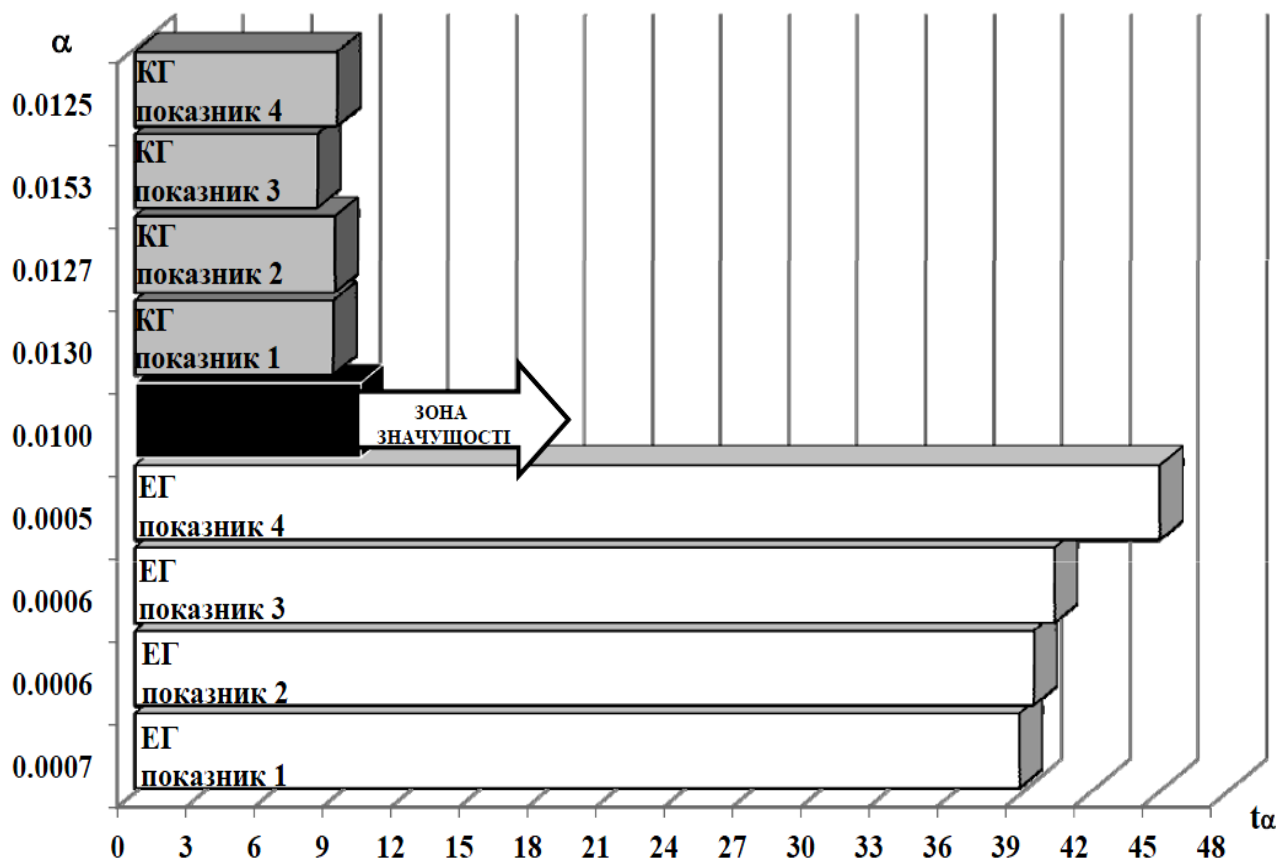 α
КГ
показник 4
0.0125
КГ
показник 3
0.0153
КГ
показник 2
0.0127
КГ
показник 1
0.0130
ЗОНА
ЗНАЧУЩОСТІ
0.0100
ЕГ
показник 4
0.0005
ЕГ
показник 3
0.0006
ЕГ
показник 2
0.0006
ЕГ
показник 1
0.0007
0 3 6 9 12 15 18 21 24 27 30 33 36 39 42 45 48
tα